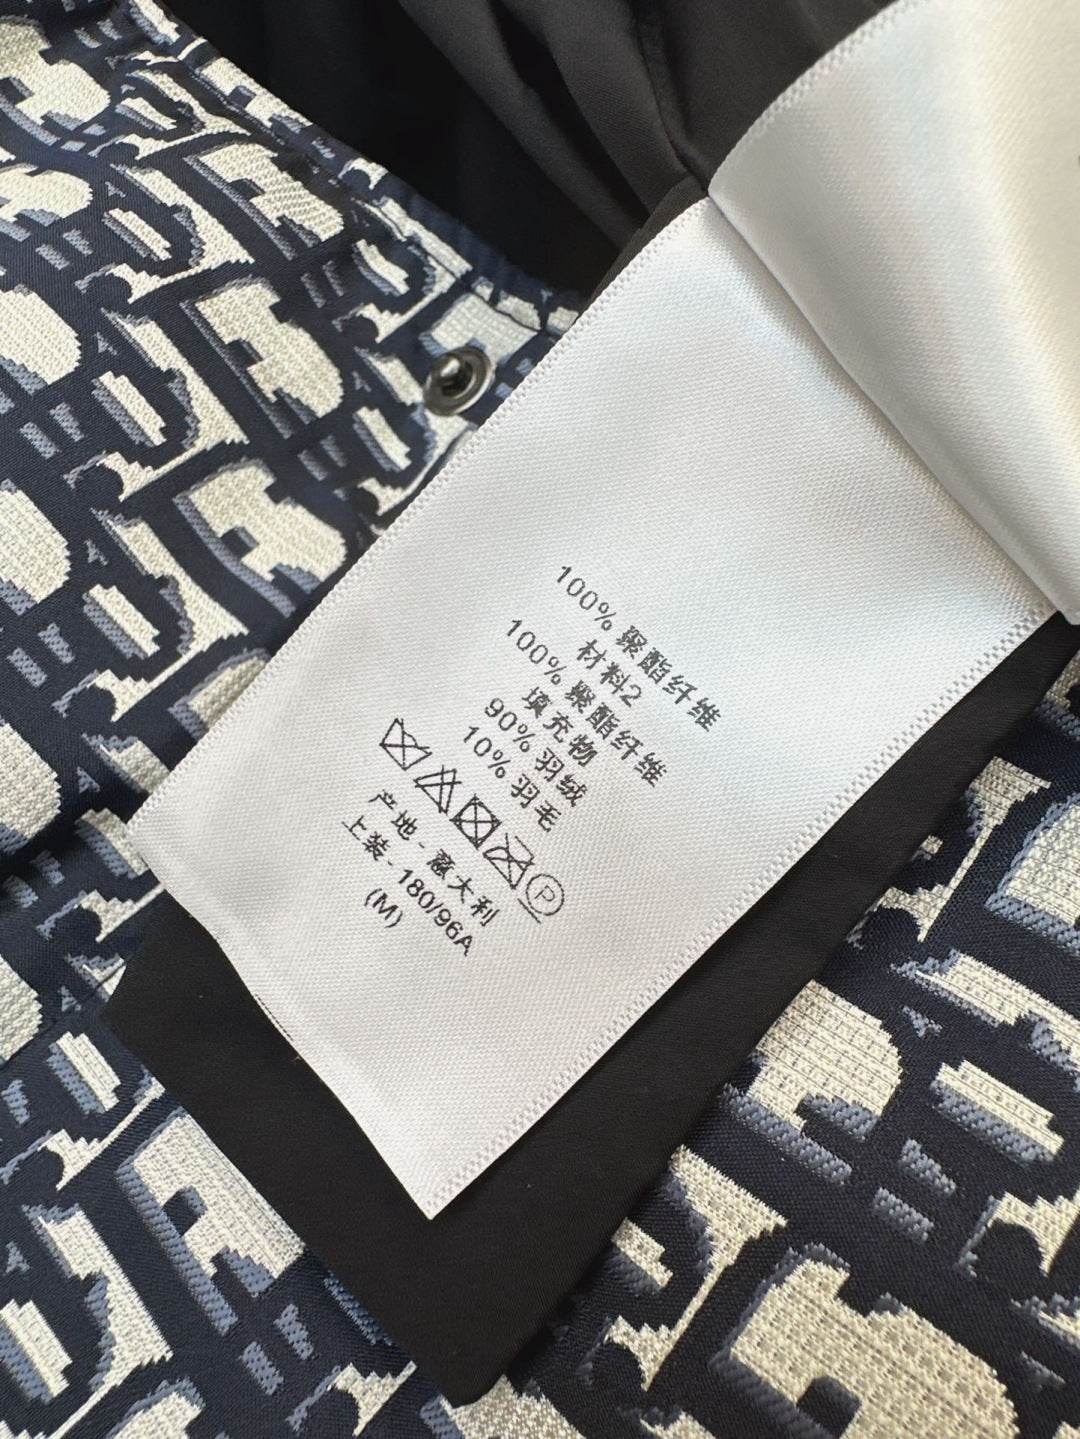 100% 聚酯纤维
材料2
100% 聚酯纤维
填充物
90% 羽绒
10% 羽毛
P
产地 - 意大利
上装 - 180/96A
(M)